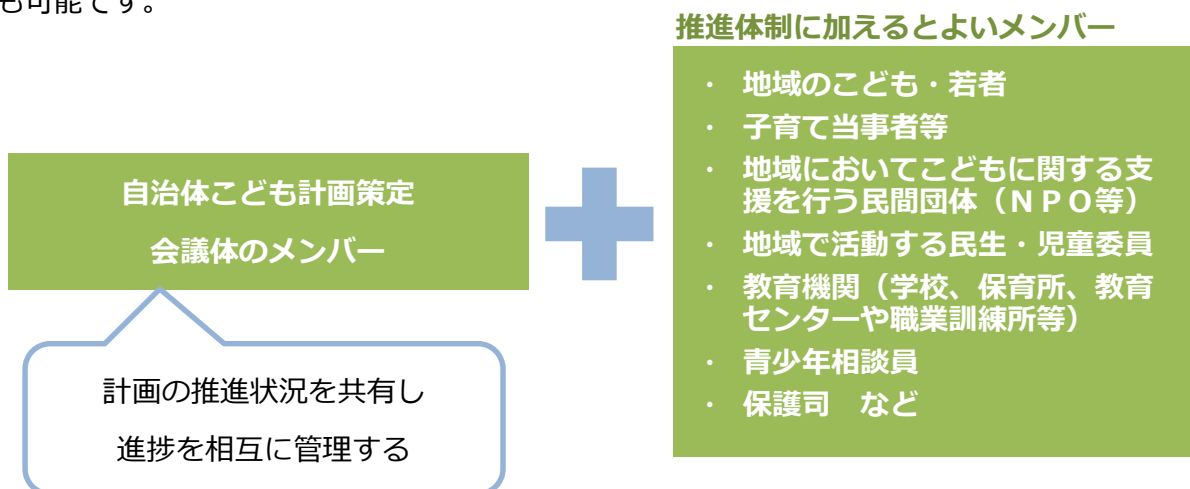 も可能です。
推進体制に加えるとよいメンバー
・ 地域のこども・若者
・ 子育て当事者等
・ 地域においてこどもに関する支
援を行う民間団体（ＮＰＯ等）
・ 地域で活動する民生・児童委員
・ 教育機関（学校、保育所、教育
センターや職業訓練所等）
・ 青少年相談員
・ 保護司　など
自治体こども計画策定
会議体のメンバー
計画の推進状況を共有し
進捗を相互に管理する